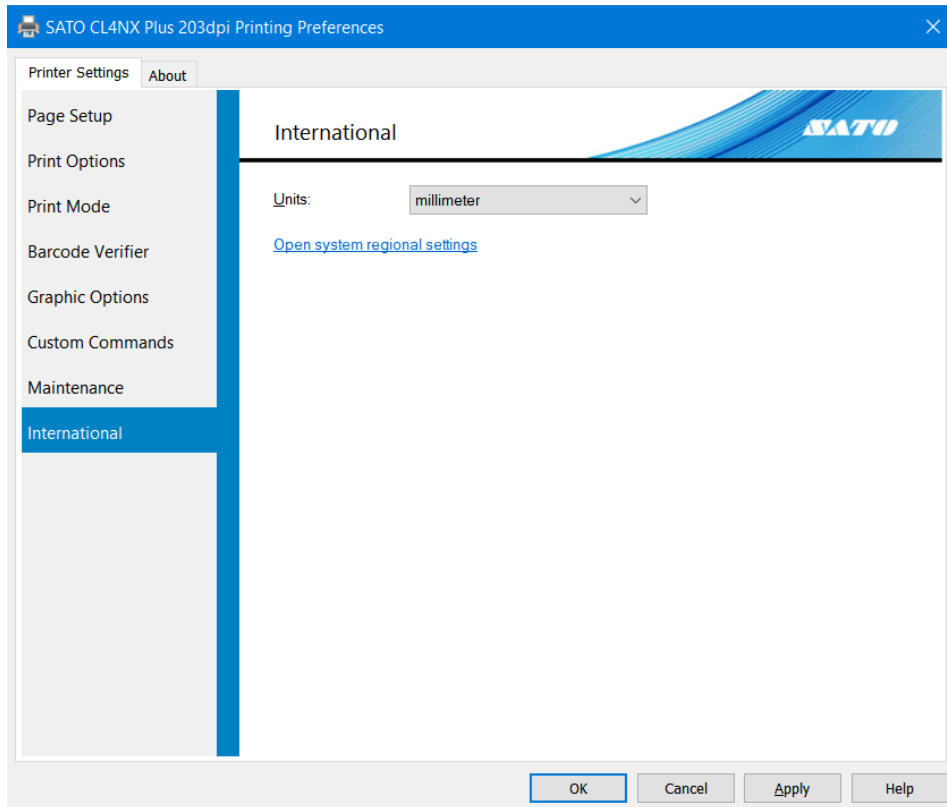 SATO CL4NX Plus 203dpi Printing Preferences
Printer Settings About
Page Setup
Print Options
Print Mode
Barcode Verifier
Graphic Options
Custom Commands
Maintenance
International
International
SATO
Units: millimeter
Open system regional settings
OK Cancel Apply Help